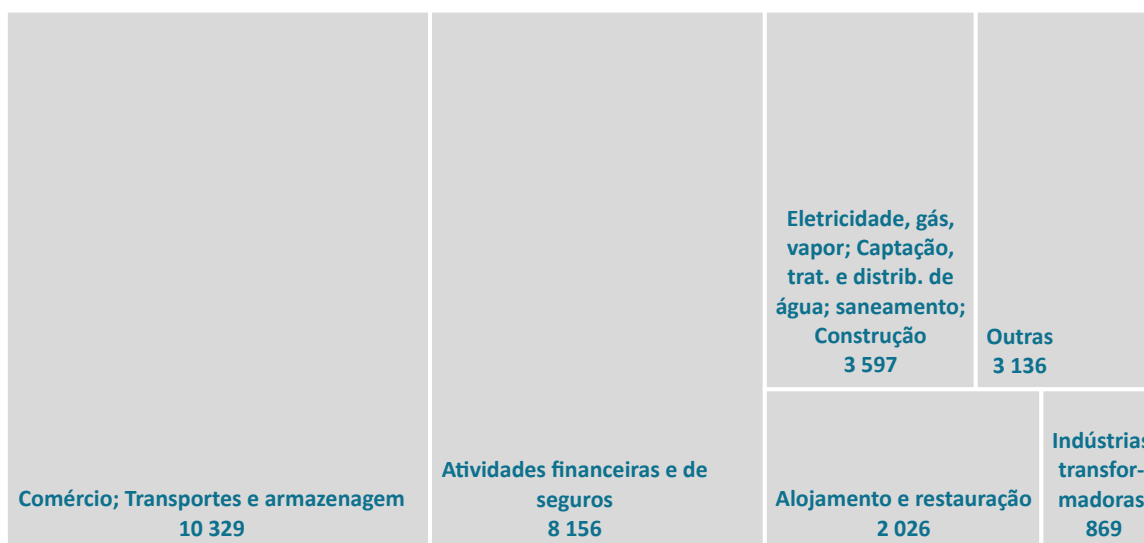 Comércio; Transportes e armazenagem
10 329
Atividades financeiras e de
seguros
8 156
Eletricidade, gás,
vapor; Captação,
trat. e distrib. de
água; saneamento;
Construção
3 597
Outras
3 136
Alojamento e restauração
2 026
Indústrias
transfor-
madoras
869